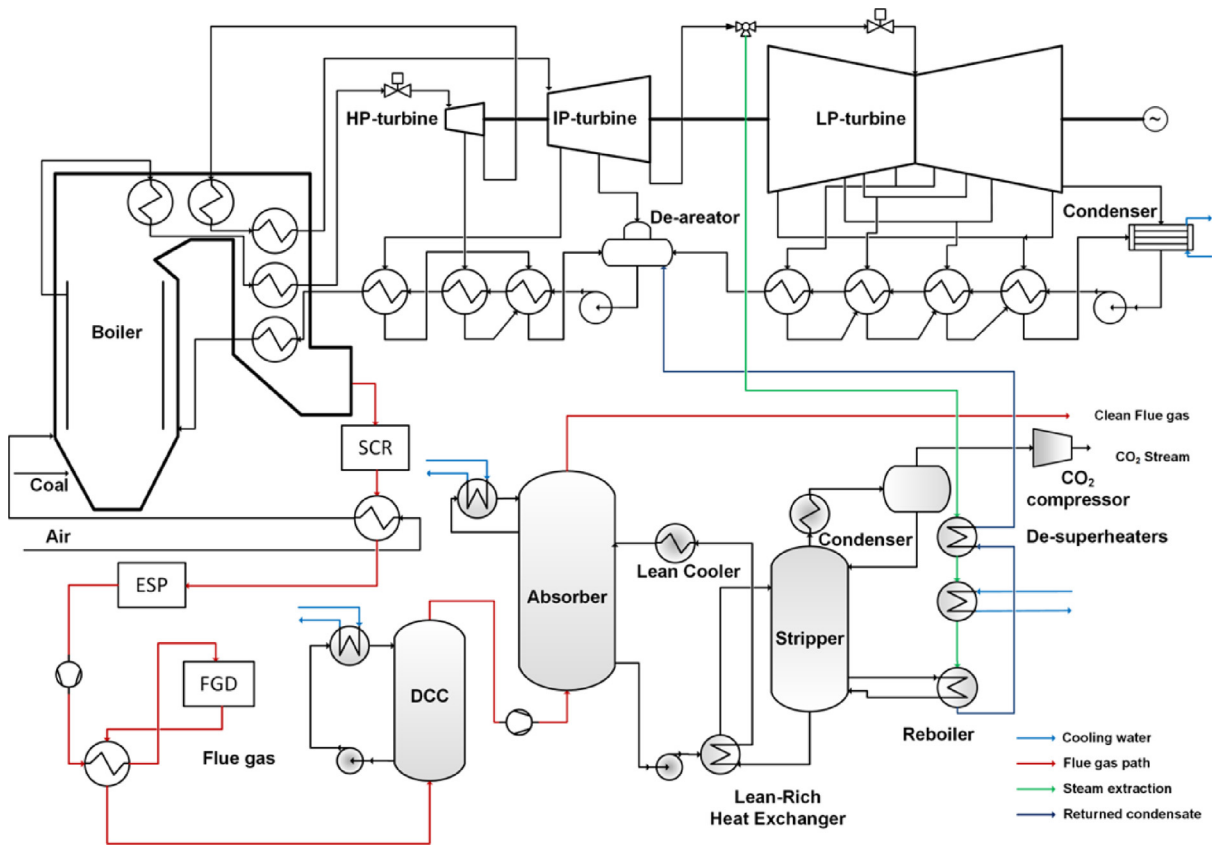 HP-turbine
IP-turbine
LP-turbine
~
De-areator
Condenser
Boiler
Clean Flue gas
SCR
CO₂ Stream
CO₂
compressor
Coal
Condenser
De-superheaters
Air
Lean Cooler
ESP
Absorber
Stripper
FGD
DCC
Reboiler
Flue gas
Cooling water
Flue gas path
Lean-Rich
Heat Exchanger
Steam extraction
Returned condensate